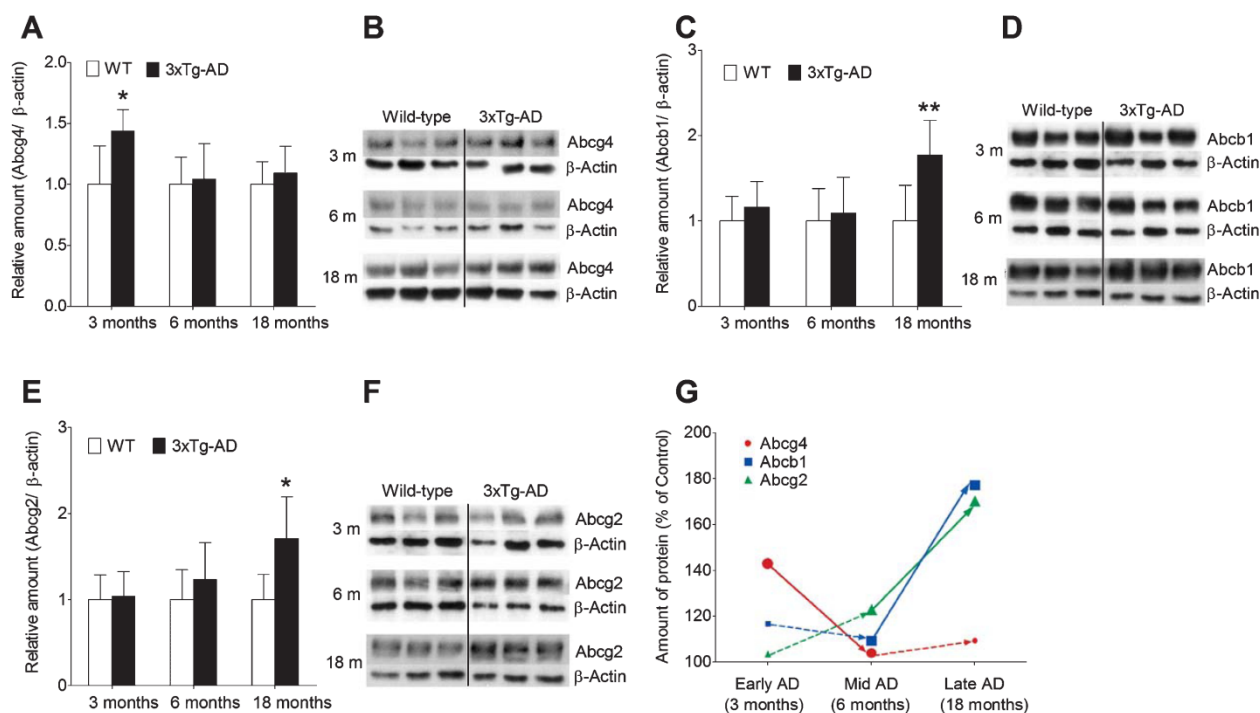 A
Relative amount (Abcg4/ β-actin)
2.0
1.5
1.0
0.5
0.0
WT
3xTg-AD
*
3 months
6 months
18 months
B
Wild-type
3xTg-AD
3 m
Abcg4
β-Actin
6 m
Abcg4
β-Actin
18 m
Abcg4
β-Actin
C
Relative amount (Abcb1/ β-actin)
3
2
1
0
WT
3xTg-AD
**
3 months
6 months
18 months
D
Wild-type
3xTg-AD
3 m
Abcb1
β-Actin
6 m
Abcb1
β-Actin
18 m
Abcb1
β-Actin
E
Relative amount (Abcg2/ β-actin)
3
2
1
0
WT
3xTg-AD
*
3 months
6 months
18 months
F
Wild-type
3xTg-AD
3 m
Abcg2
β-Actin
6 m
Abcg2
β-Actin
18 m
Abcg2
β-Actin
G
Amount of protein (% of Control)
200
180
160
140
120
100
Abcg4
Abcb1
Abcg2
Early AD
(3 months)
Mid AD
(6 months)
Late AD
(18 months)